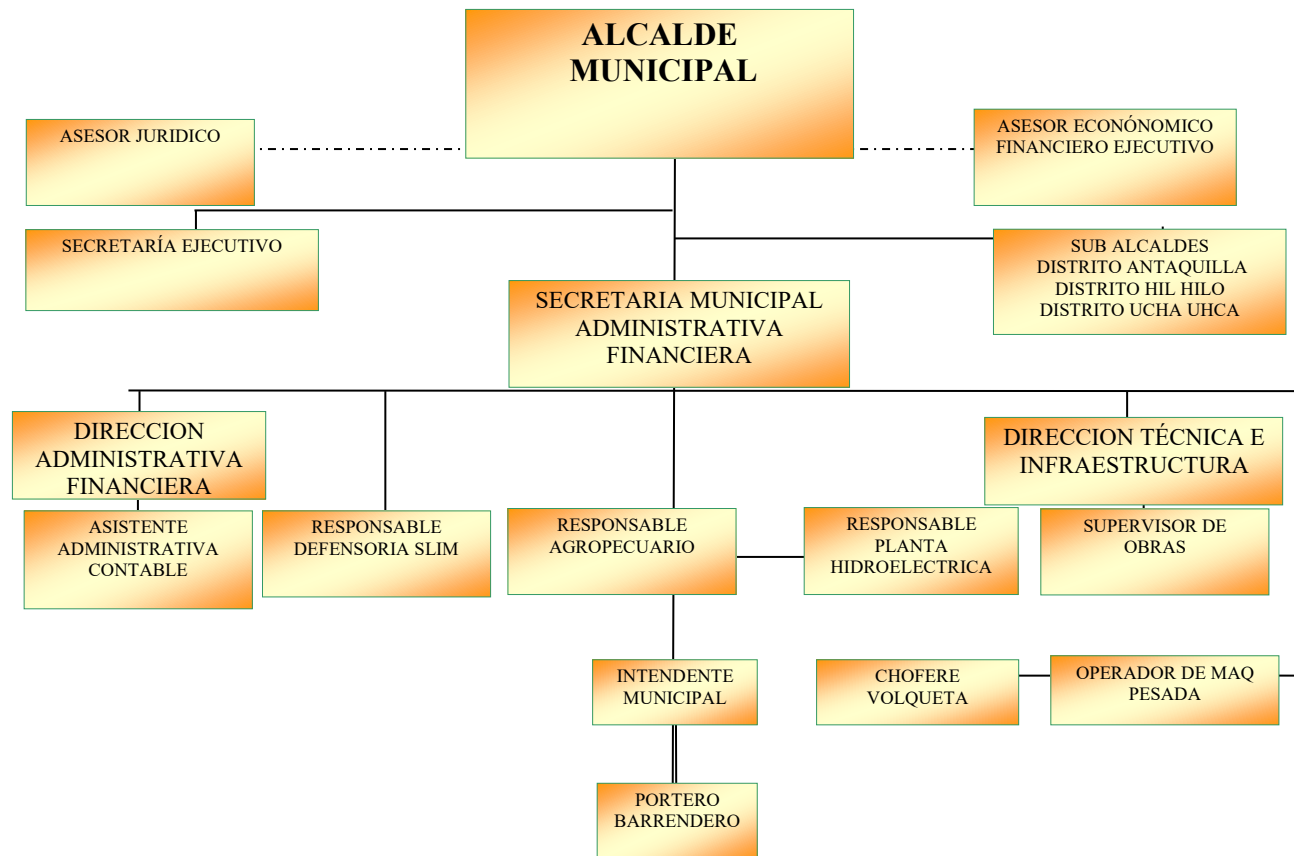 ALCALDE
MUNICIPAL
ASESOR JURIDICO
ASESOR ECONÓNOMICO
FINANCIERO EJECUTIVO
SECRETARÍA EJECUTIVO
SUB ALCALDES
DISTRITO ANTAQUILLA
DISTRITO HIL HILO
DISTRITO UCHA UHCA
SECRETARIA MUNICIPAL
ADMINISTRATIVA
FINANCIERA
DIRECCION
ADMINISTRATIVA
FINANCIERA
DIRECCION TÉCNICA E
INFRAESTRUCTURA
ASISTENTE
ADMINISTRATIVA
CONTABLE
RESPONSABLE
DEFENSORIA SLIM
RESPONSABLE
AGROPECUARIO
RESPONSABLE
PLANTA
HIDROELECTRICA
SUPERVISOR DE
OBRAS
INTENDENTE
MUNICIPAL
CHOFERE
VOLQUETA
OPERADOR DE MAQ
PESADA
PORTERO
BARRENDERO